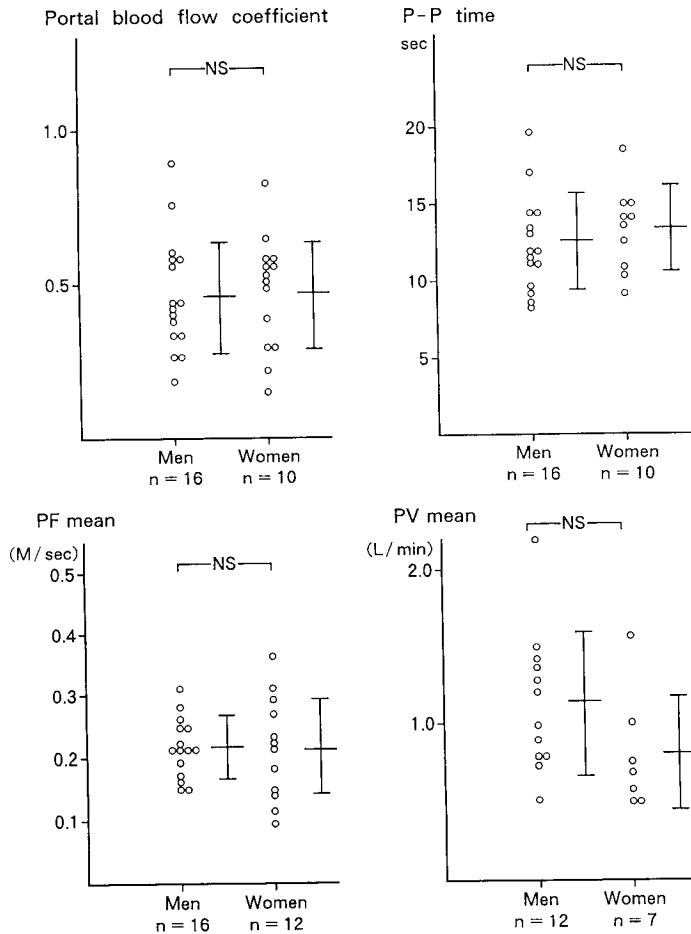 Portal blood flow coefficient
NS
1.0
0.5
Men
n = 16
Women
n = 10
P-P time
sec
NS
20
15
10
5
Men
n = 16
Women
n = 10
PF mean
(M/sec)
NS
0.5
0.4
0.3
0.2
0.1
Men
n = 16
Women
n = 12
PV mean
(L/min)
NS
2.0
1.0
Men
n = 12
Women
n = 7